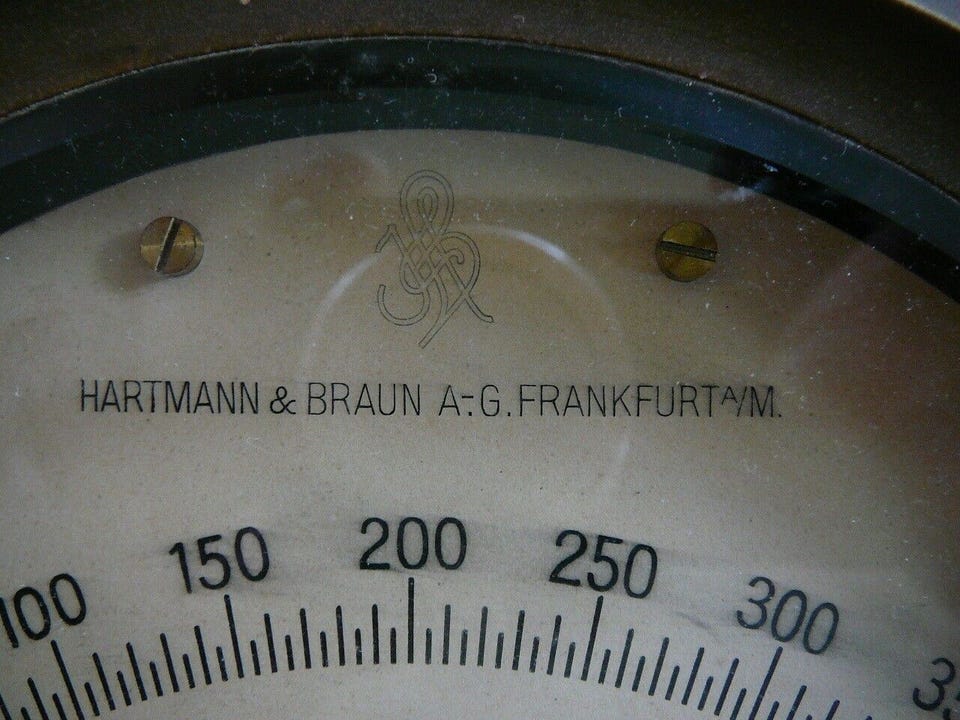 HARTMANN & BRAUN A.-G. FRANKFURT A/M.
100 150 200 250 300